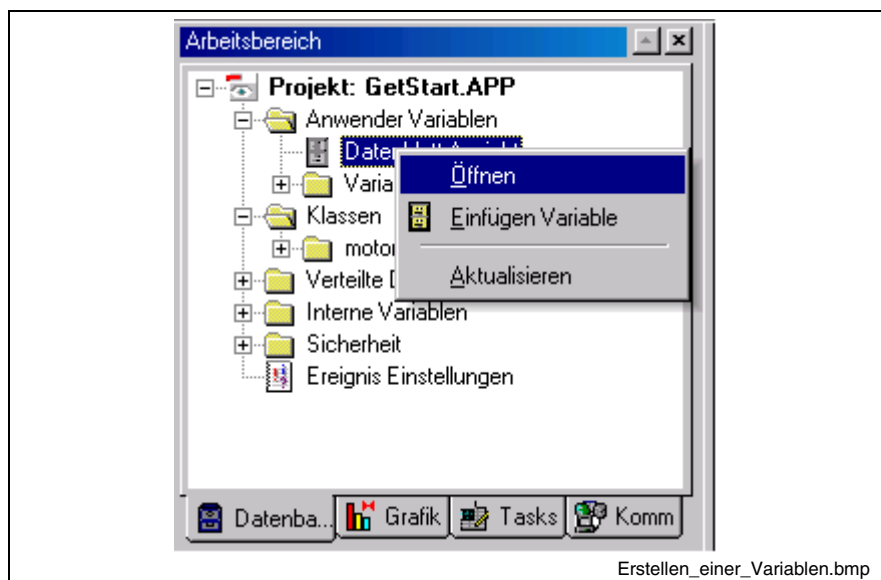 Arbeitsbereich
Projekt: GetStart.APP
Anwender Variablen
Öffnen
Einfügen Variable
Klassen
Aktualisieren
Interne Variablen
Sicherheit
Ereignis Einstellungen
Datenba... Grafik Tasks Komm
Erstellen_einer_Variablen.bmp